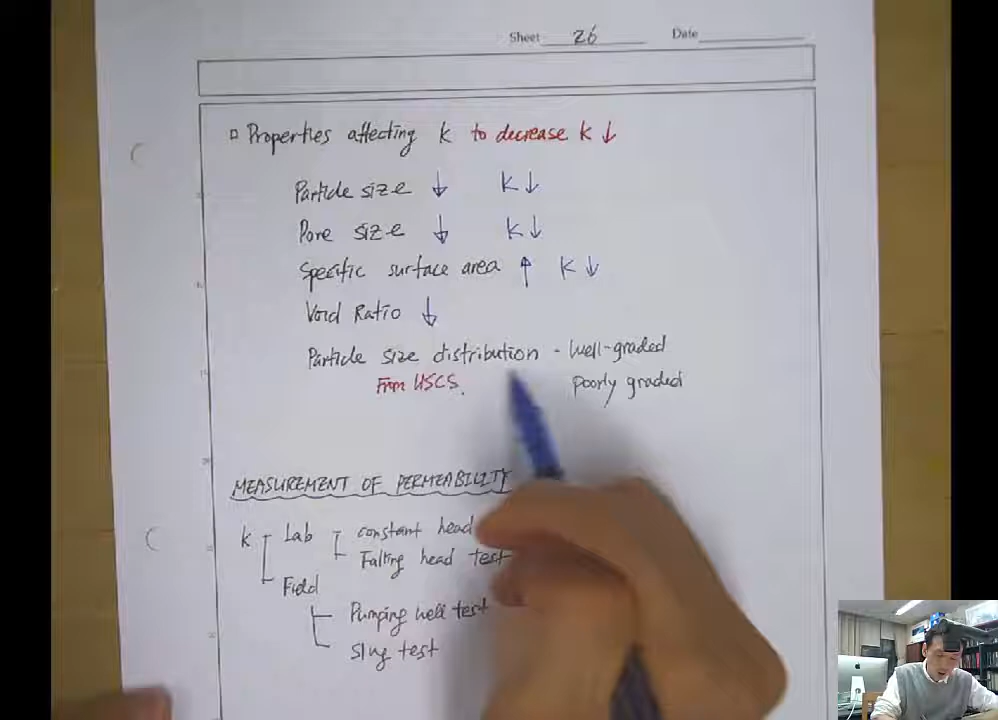 Sheet 26 Date
▫ Properties affecting k to decrease k ↓
Particle size ↓ k ↓
Pore size ↓ k ↓
Specific surface area ↑ k ↓
Void Ratio ↓
Particle size distribution - well-graded
From USCS. poorly graded
MEASUREMENT OF PERMEABILITY
k Lab constant head
Falling head test
Field
Pumping well test
Slug test